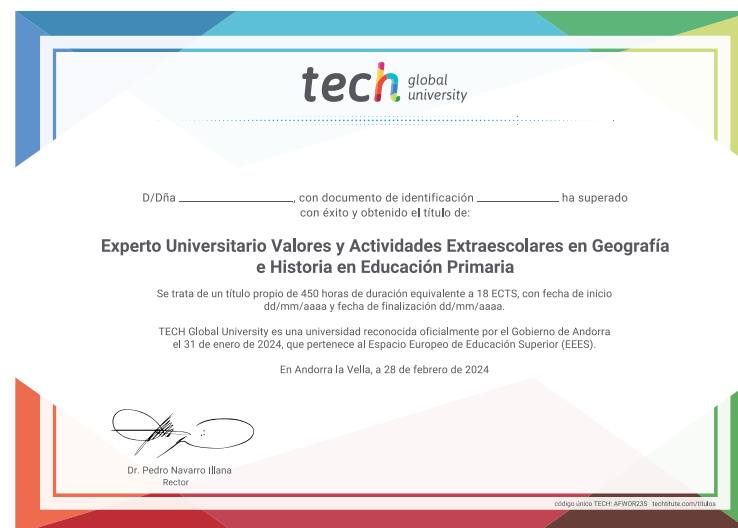 tech global university
D/Dña ____________, con documento de identificación ____________ ha superado
con éxito y obtenido el título de:
Experto Universitario Valores y Actividades Extraescolares en Geografía
e Historia en Educación Primaria
Se trata de un título propio de 450 horas de duración equivalente a 18 ECTS, con fecha de inicio
dd/mm/aaaa y fecha de finalización dd/mm/aaaa.
TECH Global University es una universidad reconocida oficialmente por el Gobierno de Andorra
el 31 de enero de 2024, que pertenece al Espacio Europeo de Educación Superior (EEES).
En Andorra la Vella, a 28 de febrero de 2024
Dr. Pedro Navarro Illana
Rector
código único TECH: AFWOR23S techtitute.com/títulos